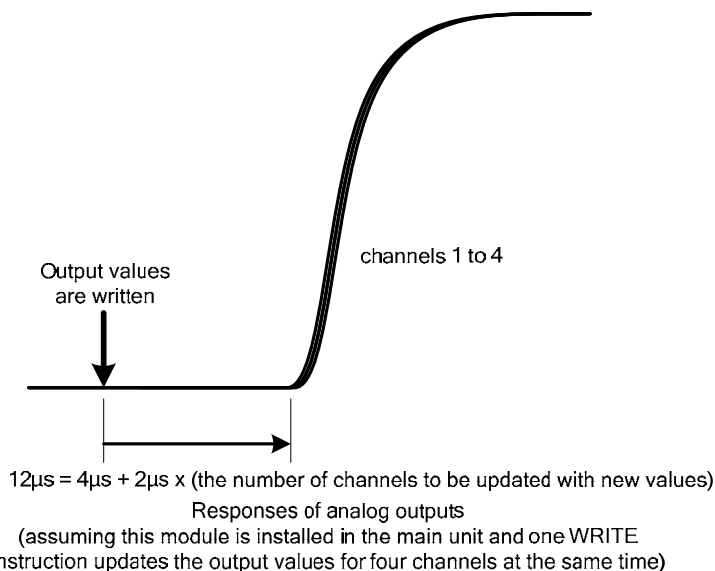 channels 1 to 4
Output values
are written
12µs = 4µs + 2µs x (the number of channels to be updated with new values)
Responses of analog outputs
(assuming this module is installed in the main unit and one WRITE
nstruction updates the output values for four channels at the same time)